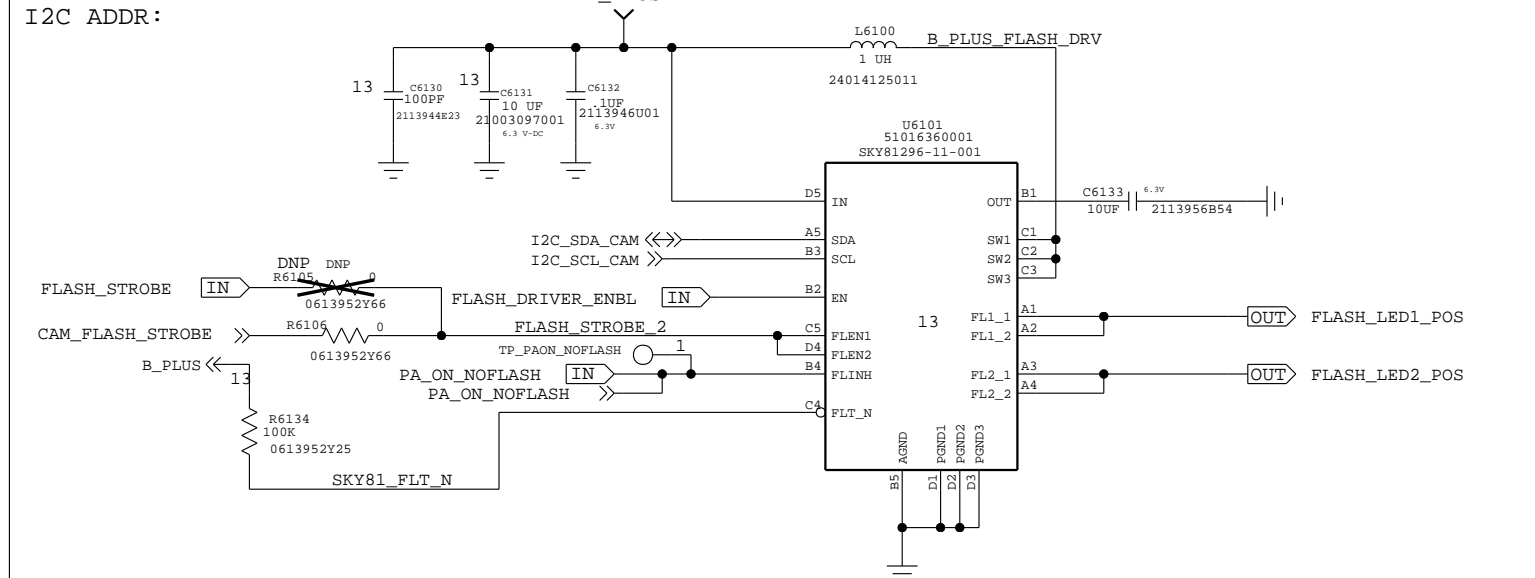 I2C ADDR:
L6100
1 UH
24014125011
B_PLUS_FLASH_DRV
13
C6130
100PF
2113944E23
13
C6131
10 UF
21003097001
6.3 V-DC
C6132
.1UF
2113946U01
6.3V
U6101
51016360001
SKY81296-11-001
D5
IN
OUT
B1
C6133
10UF
6.3V
2113956B54
I2C_SDA_CAM
A5
SDA
SW1
C1
I2C_SCL_CAM
B3
SCL
SW2
C2
SW3
C3
DNP
DNP
R6105
0
0613952Y66
FLASH_STROBE
IN
FLASH_DRIVER_ENBL
IN
B2
EN
13
FL1_1
A1
FL1_2
A2
OUT
FLASH_LED1_POS
CAM_FLASH_STROBE
R6106
0
0613952Y66
FLASH_STROBE_2
C5
FLEN1
D4
FLEN2
TP_PAON_NOFLASH
1
B_PLUS
13
PA_ON_NOFLASH
IN
B4
FLINH
PA_ON_NOFLASH
FL2_1
A3
FL2_2
A4
OUT
FLASH_LED2_POS
C4
FLT_N
R6134
100K
0613952Y25
SKY81_FLT_N
AGND
PGND1
PGND2
PGND3
B5
D1
D2
D3